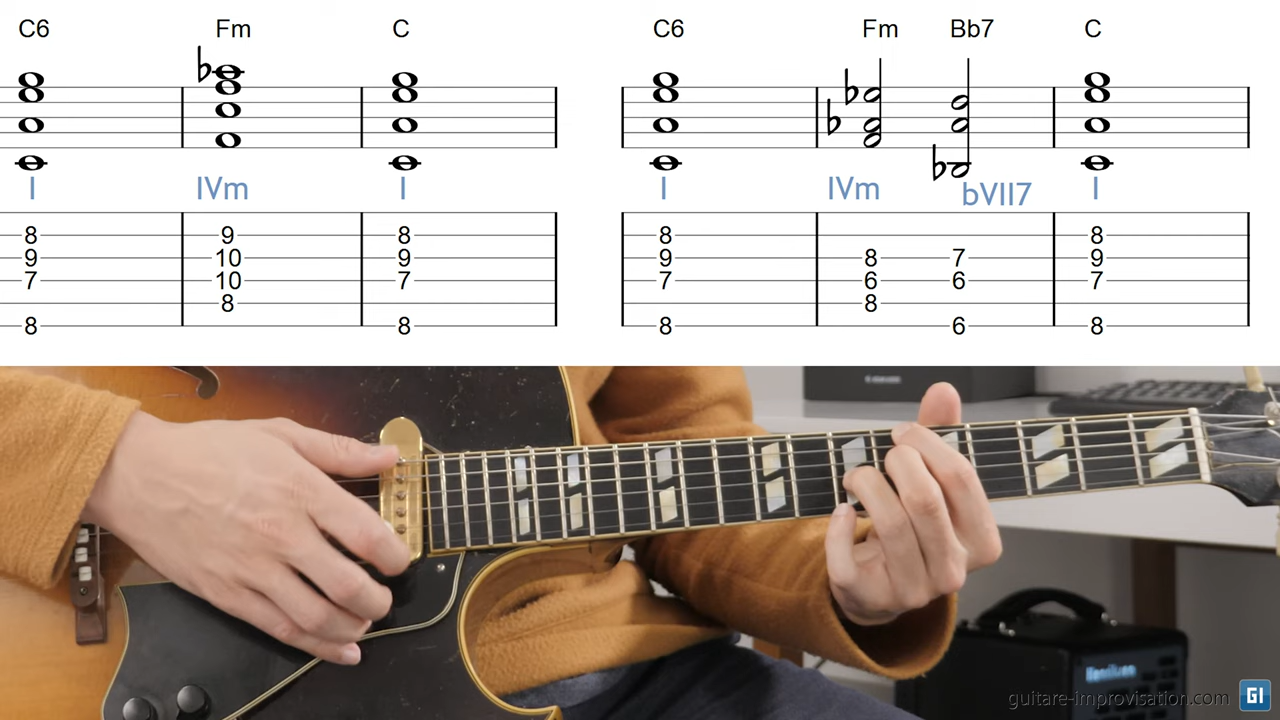 C6 Fm C C6 Fm Bb7 C
I IVm I I IVm bVII7 I
8 9 8 8 8
9 10 9 9 8 7 9
7 10 7 7 6 6 7
8 8
8 8 8 6 8
guitare-improvisation.com GI